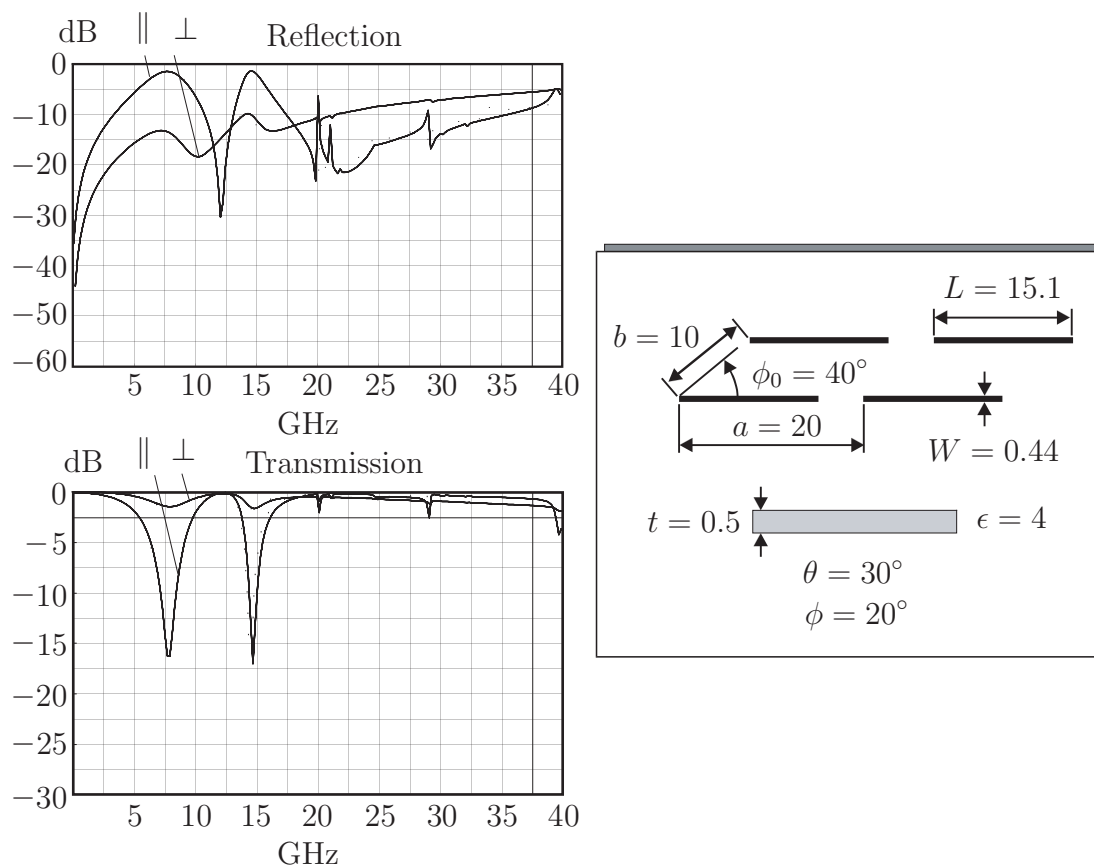 dB ∥ ⊥ Reflection
0
−10
−20
−30
−40
−50
−60
5 10 15 20 25 30 35 40
GHz
dB ∥ ⊥ Transmission
0
−5
−10
−15
−20
−25
−30
5 10 15 20 25 30 35 40
GHz
L = 15.1
b = 10
ϕ₀ = 40°
a = 20
W = 0.44
t = 0.5
ϵ = 4
θ = 30°
ϕ = 20°